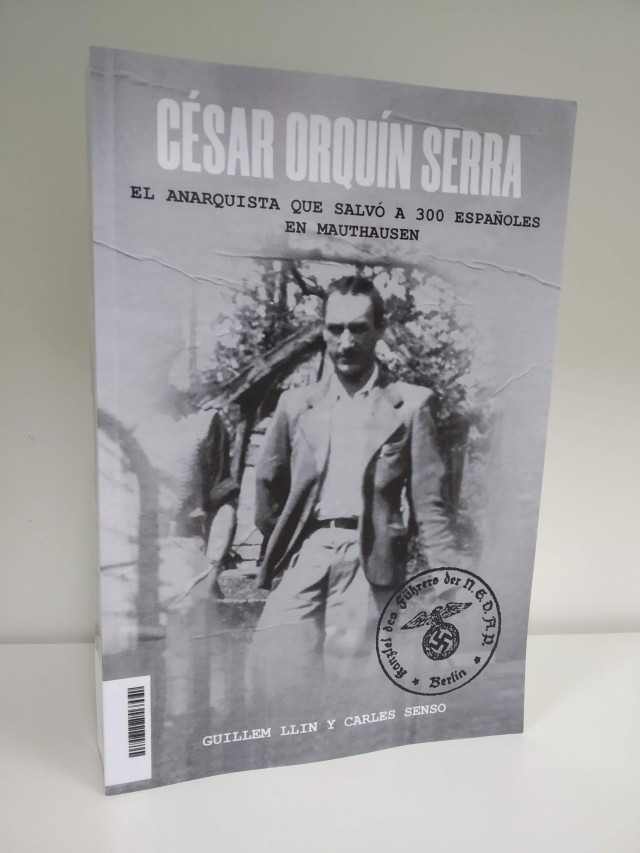 CÉSAR ORQUÍN SERRA
EL ANARQUISTA QUE SALVÓ A 300 ESPAÑOLES
EN MAUTHAUSEN
Kanzlei des Führers der N.S.D.A.P.
* Berlin *
GUILLEM LLIN Y CARLES SENSO